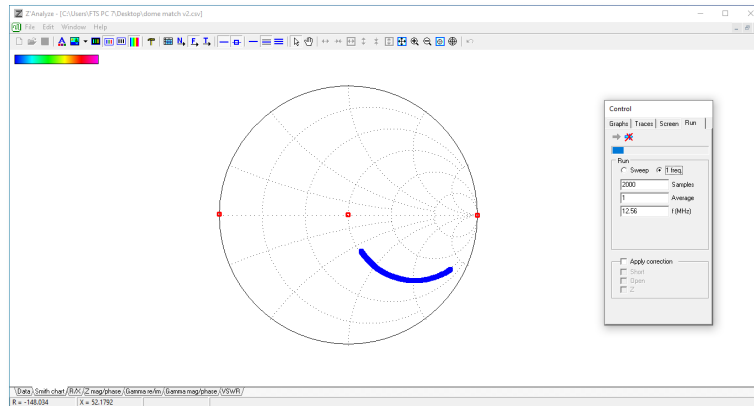 Z'Analyze - [C:\Users\FTS PC 7\Desktop\dome match v2.csv]
File Edit Window Help
Control
Graphs Traces Screen Run
Run
Sweep 1 freq
2000 Samples
1 Average
12.56 f (MHz)
Apply correction
Short
Open
Z
Data Smith chart R/X Z mag/phase Gamma re/im Gamma mag/phase VSWR
R = -148.034 X = 52.1792